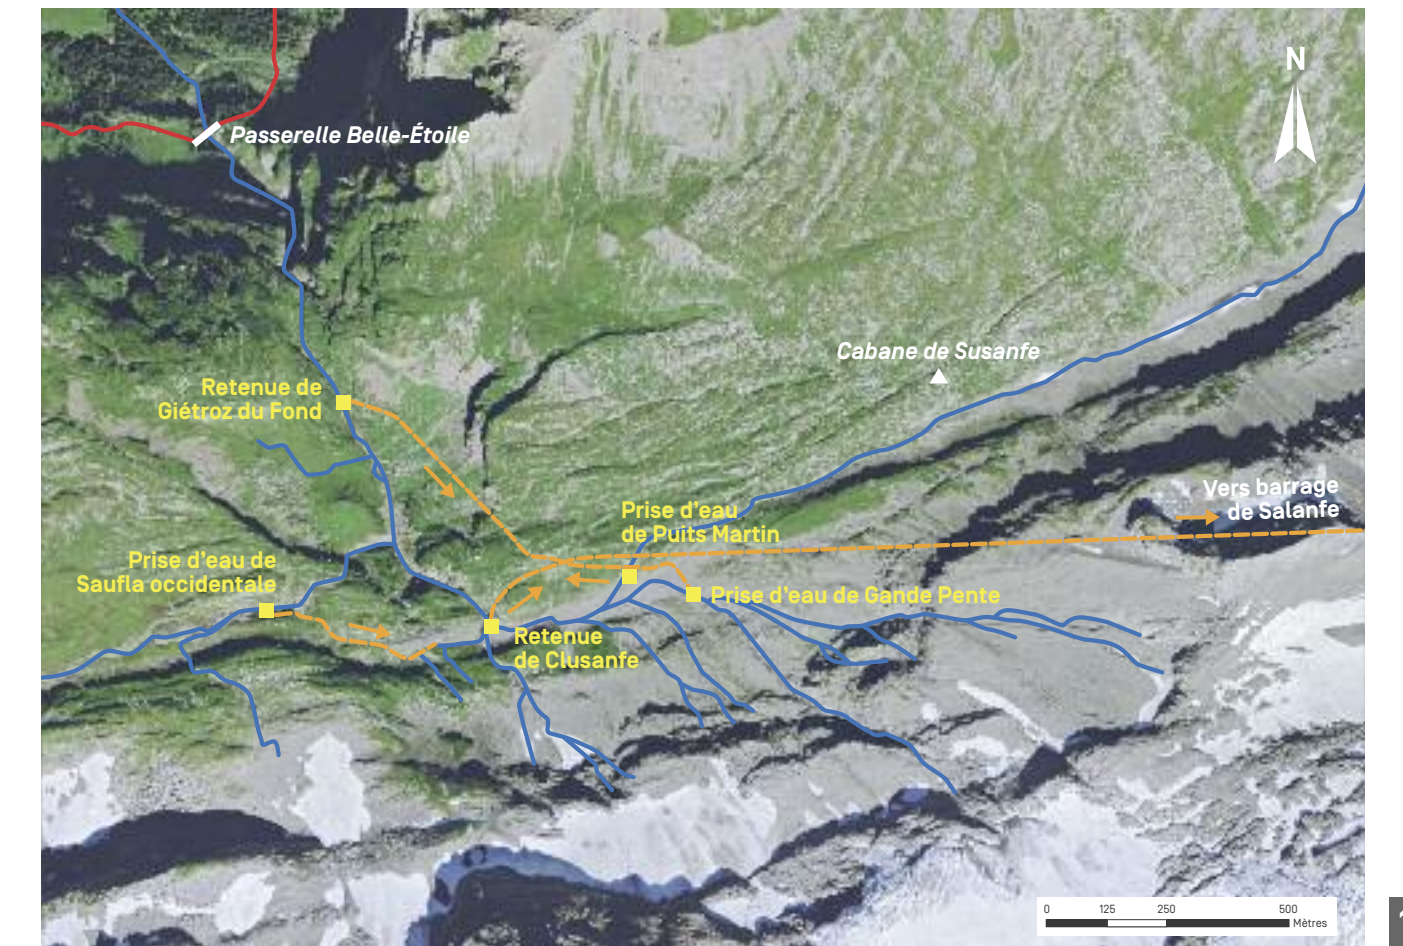 N
Passerelle Belle-Étoile
Cabane de Susanfe
Retenue de
Giétroz du Fond
Vers barrage
de Salanfe
Prise d'eau
de Puits Martin
Prise d'eau de
Saufla occidentale
Prise d'eau de Gande Pente
Retenue
de Clusanfe
0 125 250 500
Mètres